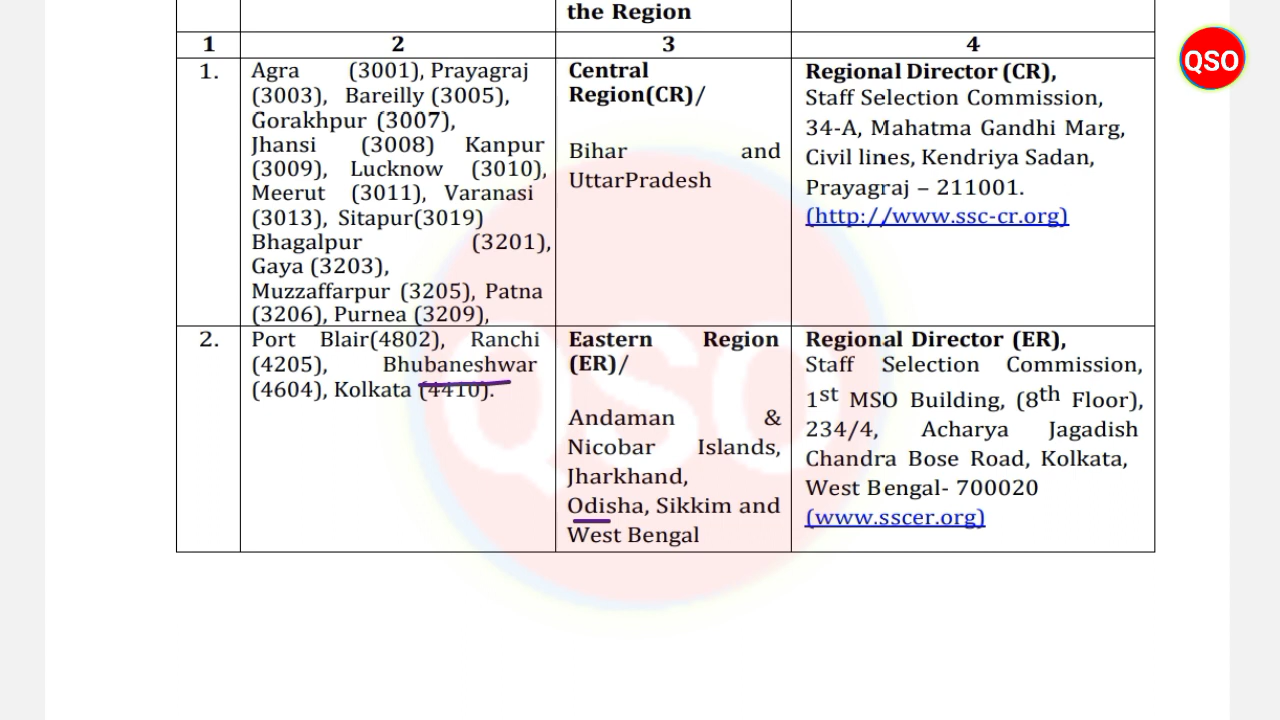 the Region
QSO
1 2 3 4
1.
Agra (3001), Prayagraj
(3003), Bareilly (3005),
Gorakhpur (3007),
Jhansi (3008) Kanpur
(3009), Lucknow (3010),
Meerut (3011), Varanasi
(3013), Sitapur(3019)
Bhagalpur (3201),
Gaya (3203),
Muzzaffarpur (3205), Patna
(3206), Purnea (3209),
Central
Region(CR)/
Bihar and
UttarPradesh
Regional Director (CR),
Staff Selection Commission,
34-A, Mahatma Gandhi Marg,
Civil lines, Kendriya Sadan,
Prayagraj – 211001.
(http://www.ssc-cr.org)
2.
Port Blair(4802), Ranchi
(4205), Bhubaneshwar
(4604), Kolkata (4410).
Eastern Region
(ER)/
Andaman &
Nicobar Islands,
Jharkhand,
Odisha, Sikkim and
West Bengal
Regional Director (ER),
Staff Selection Commission,
1st MSO Building, (8th Floor),
234/4, Acharya Jagadish
Chandra Bose Road, Kolkata,
West Bengal- 700020
(www.sscer.org)
QSO